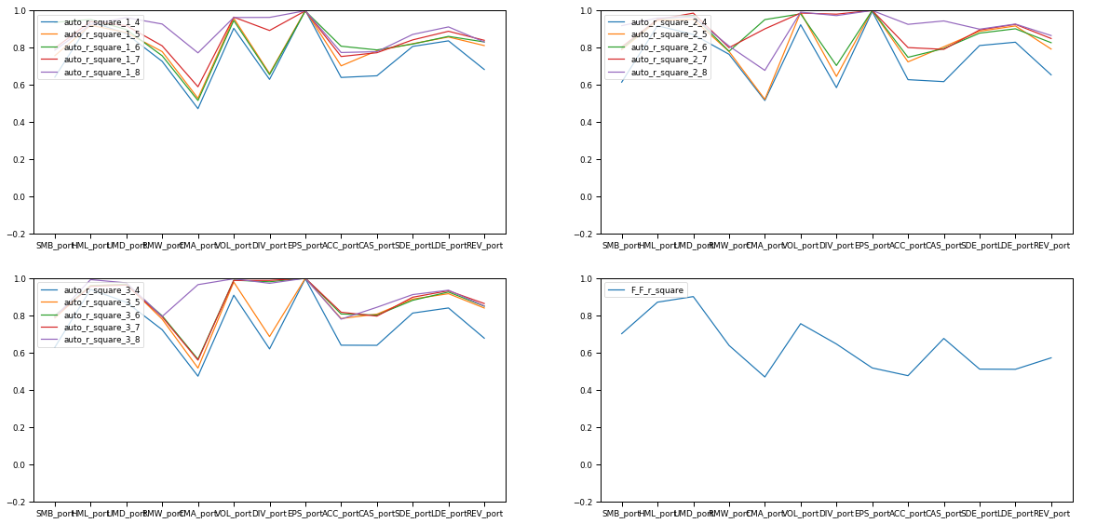 1.0
0.8
0.6
0.4
0.2
0.0
−0.2
auto_r_square_1_4
auto_r_square_1_5
auto_r_square_1_6
auto_r_square_1_7
auto_r_square_1_8
SMB_port HML_port UMD_port RMW_port CMA_port VOL_port DIV_port EPS_port ACC_port CAS_port SDE_port LDE_port REV_port
1.0
0.8
0.6
0.4
0.2
0.0
−0.2
auto_r_square_2_4
auto_r_square_2_5
auto_r_square_2_6
auto_r_square_2_7
auto_r_square_2_8
SMB_port HML_port UMD_port RMW_port CMA_port VOL_port DIV_port EPS_port ACC_port CAS_port SDE_port LDE_port REV_port
1.0
0.8
0.6
0.4
0.2
0.0
−0.2
auto_r_square_3_4
auto_r_square_3_5
auto_r_square_3_6
auto_r_square_3_7
auto_r_square_3_8
SMB_port HML_port UMD_port RMW_port CMA_port VOL_port DIV_port EPS_port ACC_port CAS_port SDE_port LDE_port REV_port
1.0
0.8
0.6
0.4
0.2
0.0
−0.2
F_F_r_square
SMB_port HML_port UMD_port RMW_port CMA_port VOL_port DIV_port EPS_port ACC_port CAS_port SDE_port LDE_port REV_port